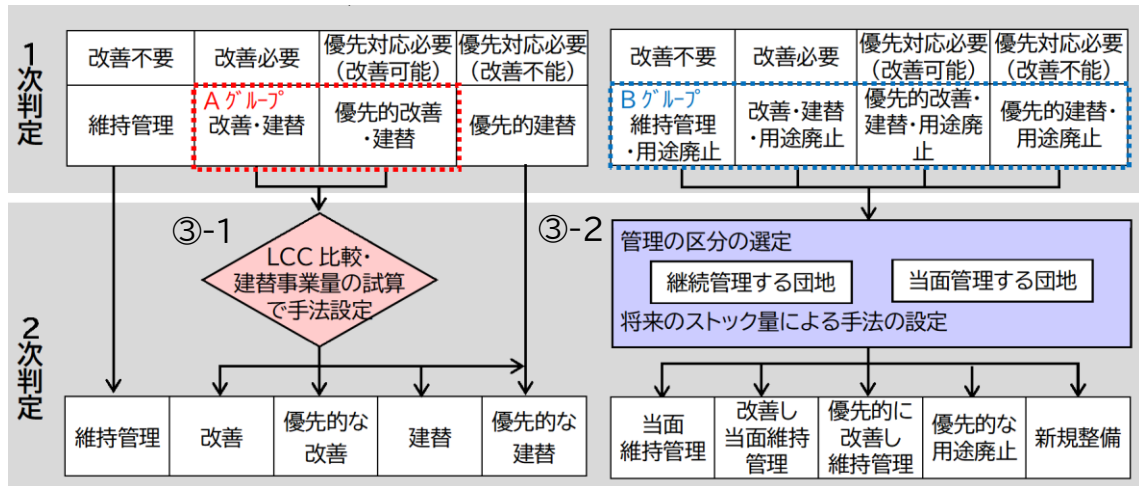 1次判定
改善不要
改善必要
優先対応必要
（改善可能）
優先対応必要
（改善不能）
維持管理
Aグループ
改善・建替
優先的改善
・建替
優先的建替
改善不要
改善必要
優先対応必要
（改善可能）
優先対応必要
（改善不能）
Bグループ
維持管理
・用途廃止
改善・建替
・用途廃止
優先的改善・
建替・用途廃
止
優先的建替・
用途廃止
2次判定
③-1
LCC 比較・
建替事業量の試算
で手法設定
③-2
管理の区分の選定
継続管理する団地
当面管理する団地
将来のストック量による手法の設定
維持管理
改善
優先的な
改善
建替
優先的な
建替
当面
維持管理
改善し
当面維持
管理
優先的に
改善し
維持管理
優先的な
用途廃止
新規整備